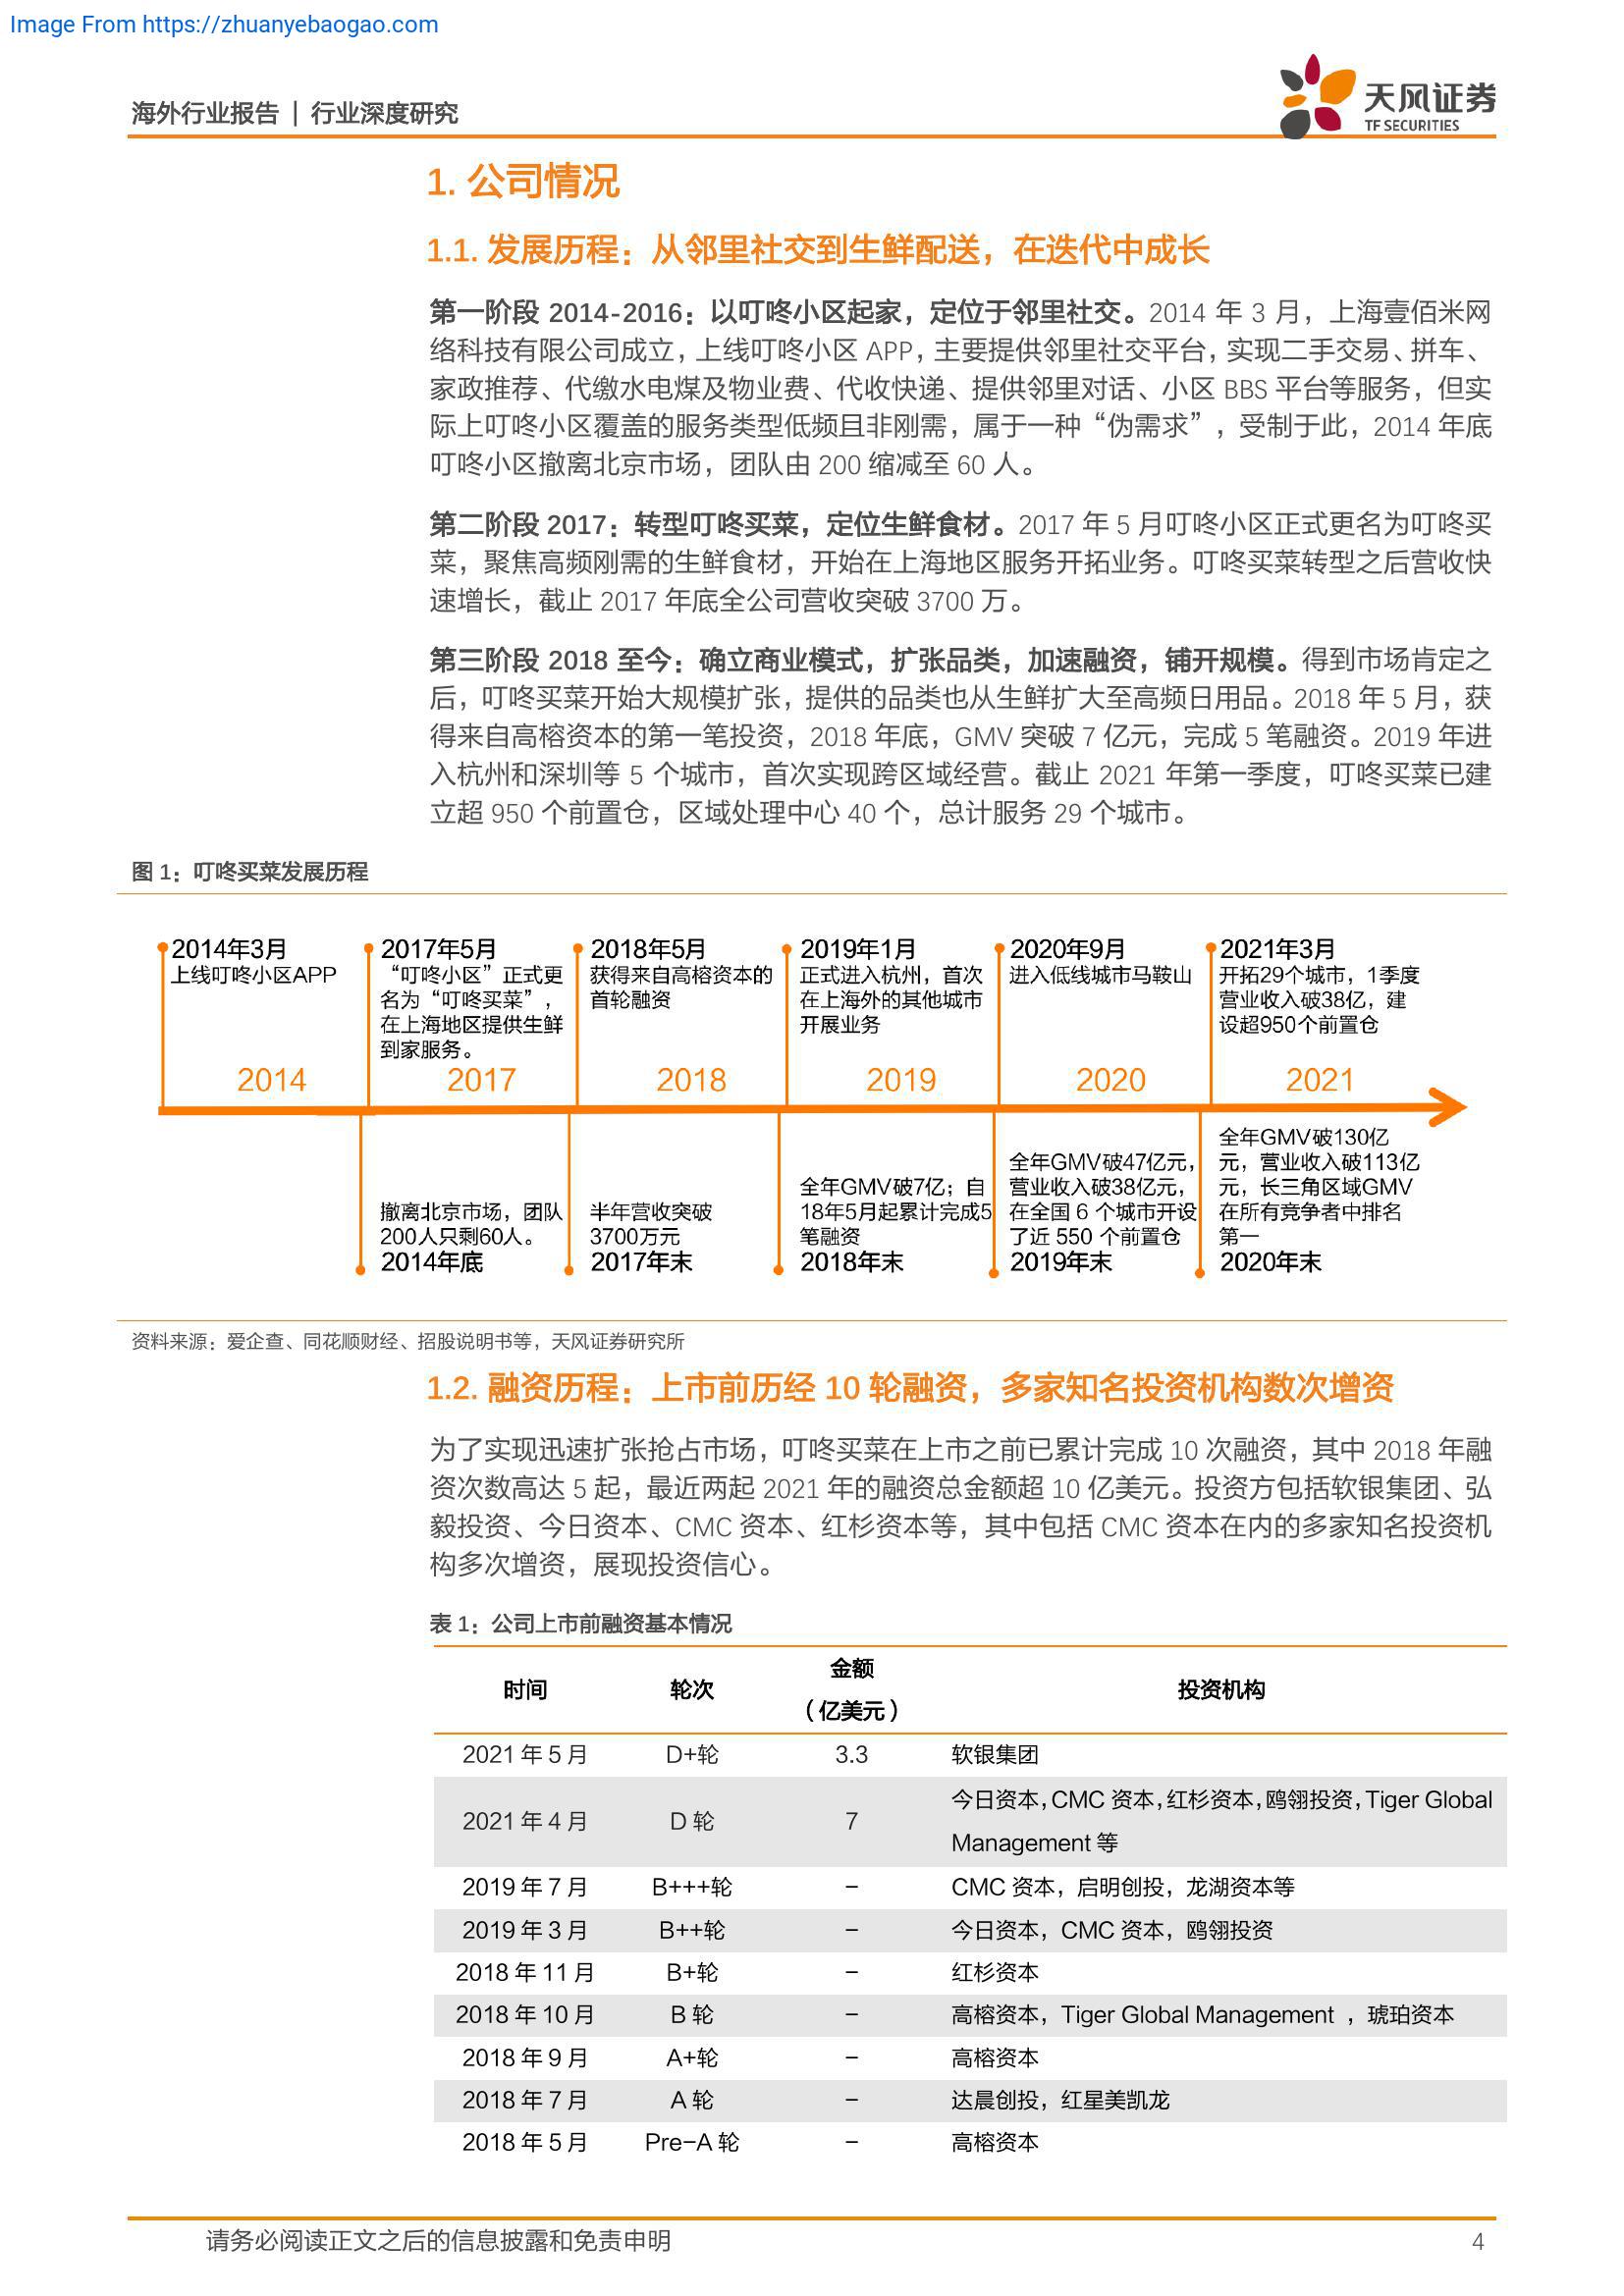 Image From https://zhuanyebaogao.com
海外行业报告 | 行业深度研究
天风证券
TF SECURITIES
1. 公司情况
1.1. 发展历程：从邻里社交到生鲜配送，在迭代中成长
第一阶段 2014-2016：以叮咚小区起家，定位于邻里社交。2014 年 3 月，上海壹佰米网
络科技有限公司成立，上线叮咚小区 APP，主要提供邻里社交平台，实现二手交易、拼车、
家政推荐、代缴水电煤及物业费、代收快递、提供邻里对话、小区 BBS 平台等服务，但实
际上叮咚小区覆盖的服务类型低频且非刚需，属于一种“伪需求”，受制于此，2014 年底
叮咚小区撤离北京市场，团队由 200 缩减至 60 人。
第二阶段 2017：转型叮咚买菜，定位生鲜食材。2017 年 5 月叮咚小区正式更名为叮咚买
菜，聚焦高频刚需的生鲜食材，开始在上海地区服务开拓业务。叮咚买菜转型之后营收快
速增长，截止 2017 年底全公司营收突破 3700 万。
第三阶段 2018 至今：确立商业模式，扩张品类，加速融资，铺开规模。得到市场肯定之
后，叮咚买菜开始大规模扩张，提供的品类也从生鲜扩大至高频日用品。2018 年 5 月，获
得来自高榕资本的第一笔投资，2018 年底，GMV 突破 7 亿元，完成 5 笔融资。2019 年进
入杭州和深圳等 5 个城市，首次实现跨区域经营。截止 2021 年第一季度，叮咚买菜已建
立超 950 个前置仓，区域处理中心 40 个，总计服务 29 个城市。
图 1：叮咚买菜发展历程
2014年3月
上线叮咚小区APP
2017年5月
“叮咚小区”正式更
名为“叮咚买菜”，
在上海地区提供生鲜
到家服务。
2018年5月
获得来自高榕资本的
首轮融资
2019年1月
正式进入杭州，首次
在上海外的其他城市
开展业务
2020年9月
进入低线城市马鞍山
2021年3月
开拓29个城市，1季度
营业收入破38亿，建
设超950个前置仓
2014 2017 2018 2019 2020 2021
撤离北京市场，团队
200人只剩60人。
2014年底
半年营收突破
3700万元
2017年末
全年GMV破7亿；自
18年5月起累计完成5
笔融资
2018年末
全年GMV破47亿元，
营业收入破38亿元，
在全国 6 个城市开设
了近 550 个前置仓
2019年末
全年GMV破130亿
元，营业收入破113亿
元，长三角区域GMV
在所有竞争者中排名
第一
2020年末
资料来源：爱企查、同花顺财经、招股说明书等，天风证券研究所
1.2. 融资历程：上市前历经 10 轮融资，多家知名投资机构数次增资
为了实现迅速扩张抢占市场，叮咚买菜在上市之前已累计完成 10 次融资，其中 2018 年融
资次数高达 5 起，最近两起 2021 年的融资总金额超 10 亿美元。投资方包括软银集团、弘
毅投资、今日资本、CMC 资本、红杉资本等，其中包括 CMC 资本在内的多家知名投资机
构多次增资，展现投资信心。
表 1：公司上市前融资基本情况
时间 轮次 金额（亿美元） 投资机构
2021 年 5 月 D+轮 3.3 软银集团
2021 年 4 月 D 轮 7 今日资本，CMC 资本，红杉资本，鸥翎投资，Tiger Global
Management 等
2019 年 7 月 B+++轮 – CMC 资本，启明创投，龙湖资本等
2019 年 3 月 B++轮 – 今日资本，CMC 资本，鸥翎投资
2018 年 11 月 B+轮 – 红杉资本
2018 年 10 月 B 轮 – 高榕资本，Tiger Global Management ，琥珀资本
2018 年 9 月 A+轮 – 高榕资本
2018 年 7 月 A 轮 – 达晨创投，红星美凯龙
2018 年 5 月 Pre–A 轮 – 高榕资本
请务必阅读正文之后的信息披露和免责申明 4